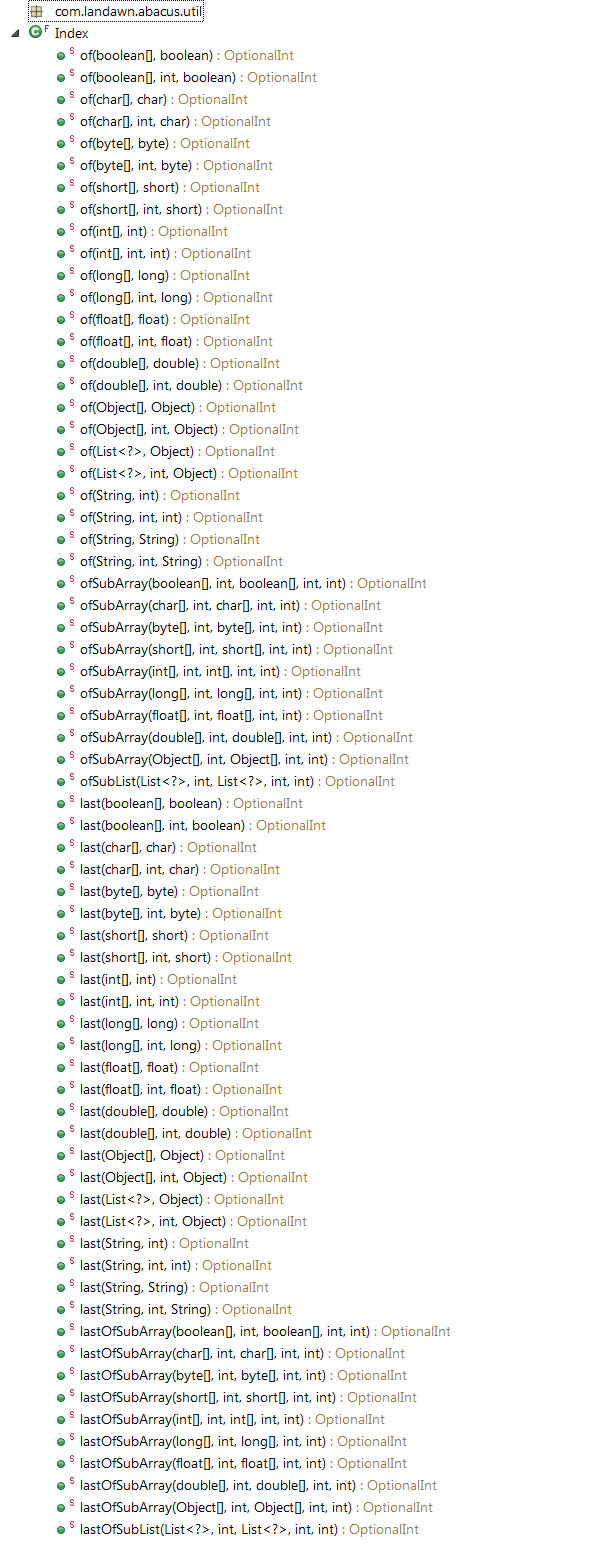 com.landawn.abacus.util
Index
of(boolean[], boolean) : OptionalInt
of(boolean[], int, boolean) : OptionalInt
of(char[], char) : OptionalInt
of(char[], int, char) : OptionalInt
of(byte[], byte) : OptionalInt
of(byte[], int, byte) : OptionalInt
of(short[], short) : OptionalInt
of(short[], int, short) : OptionalInt
of(int[], int) : OptionalInt
of(int[], int, int) : OptionalInt
of(long[], long) : OptionalInt
of(long[], int, long) : OptionalInt
of(float[], float) : OptionalInt
of(float[], int, float) : OptionalInt
of(double[], double) : OptionalInt
of(double[], int, double) : OptionalInt
of(Object[], Object) : OptionalInt
of(Object[], int, Object) : OptionalInt
of(List<?>, Object) : OptionalInt
of(List<?>, int, Object) : OptionalInt
of(String, int) : OptionalInt
of(String, int, int) : OptionalInt
of(String, String) : OptionalInt
of(String, int, String) : OptionalInt
ofSubArray(boolean[], int, boolean[], int, int) : OptionalInt
ofSubArray(char[], int, char[], int, int) : OptionalInt
ofSubArray(byte[], int, byte[], int, int) : OptionalInt
ofSubArray(short[], int, short[], int, int) : OptionalInt
ofSubArray(int[], int, int[], int, int) : OptionalInt
ofSubArray(long[], int, long[], int, int) : OptionalInt
ofSubArray(float[], int, float[], int, int) : OptionalInt
ofSubArray(double[], int, double[], int, int) : OptionalInt
ofSubArray(Object[], int, Object[], int, int) : OptionalInt
ofSubList(List<?>, int, List<?>, int, int) : OptionalInt
last(boolean[], boolean) : OptionalInt
last(boolean[], int, boolean) : OptionalInt
last(char[], char) : OptionalInt
last(char[], int, char) : OptionalInt
last(byte[], byte) : OptionalInt
last(byte[], int, byte) : OptionalInt
last(short[], short) : OptionalInt
last(short[], int, short) : OptionalInt
last(int[], int) : OptionalInt
last(int[], int, int) : OptionalInt
last(long[], long) : OptionalInt
last(long[], int, long) : OptionalInt
last(float[], float) : OptionalInt
last(float[], int, float) : OptionalInt
last(double[], double) : OptionalInt
last(double[], int, double) : OptionalInt
last(Object[], Object) : OptionalInt
last(Object[], int, Object) : OptionalInt
last(List<?>, Object) : OptionalInt
last(List<?>, int, Object) : OptionalInt
last(String, int) : OptionalInt
last(String, int, int) : OptionalInt
last(String, String) : OptionalInt
last(String, int, String) : OptionalInt
lastOfSubArray(boolean[], int, boolean[], int, int) : OptionalInt
lastOfSubArray(char[], int, char[], int, int) : OptionalInt
lastOfSubArray(byte[], int, byte[], int, int) : OptionalInt
lastOfSubArray(short[], int, short[], int, int) : OptionalInt
lastOfSubArray(int[], int, int[], int, int) : OptionalInt
lastOfSubArray(long[], int, long[], int, int) : OptionalInt
lastOfSubArray(float[], int, float[], int, int) : OptionalInt
lastOfSubArray(double[], int, double[], int, int) : OptionalInt
lastOfSubArray(Object[], int, Object[], int, int) : OptionalInt
lastOfSubList(List<?>, int, List<?>, int, int) : OptionalInt